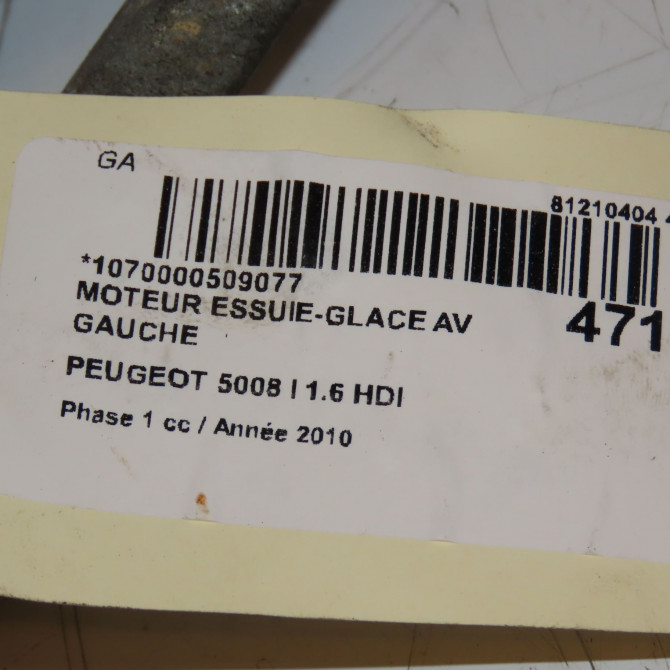 GA
81210404
*1070000509077
MOTEUR ESSUIE-GLACE AV
GAUCHE
471
PEUGEOT 5008 I 1.6 HDI
Phase 1 cc / Année 2010